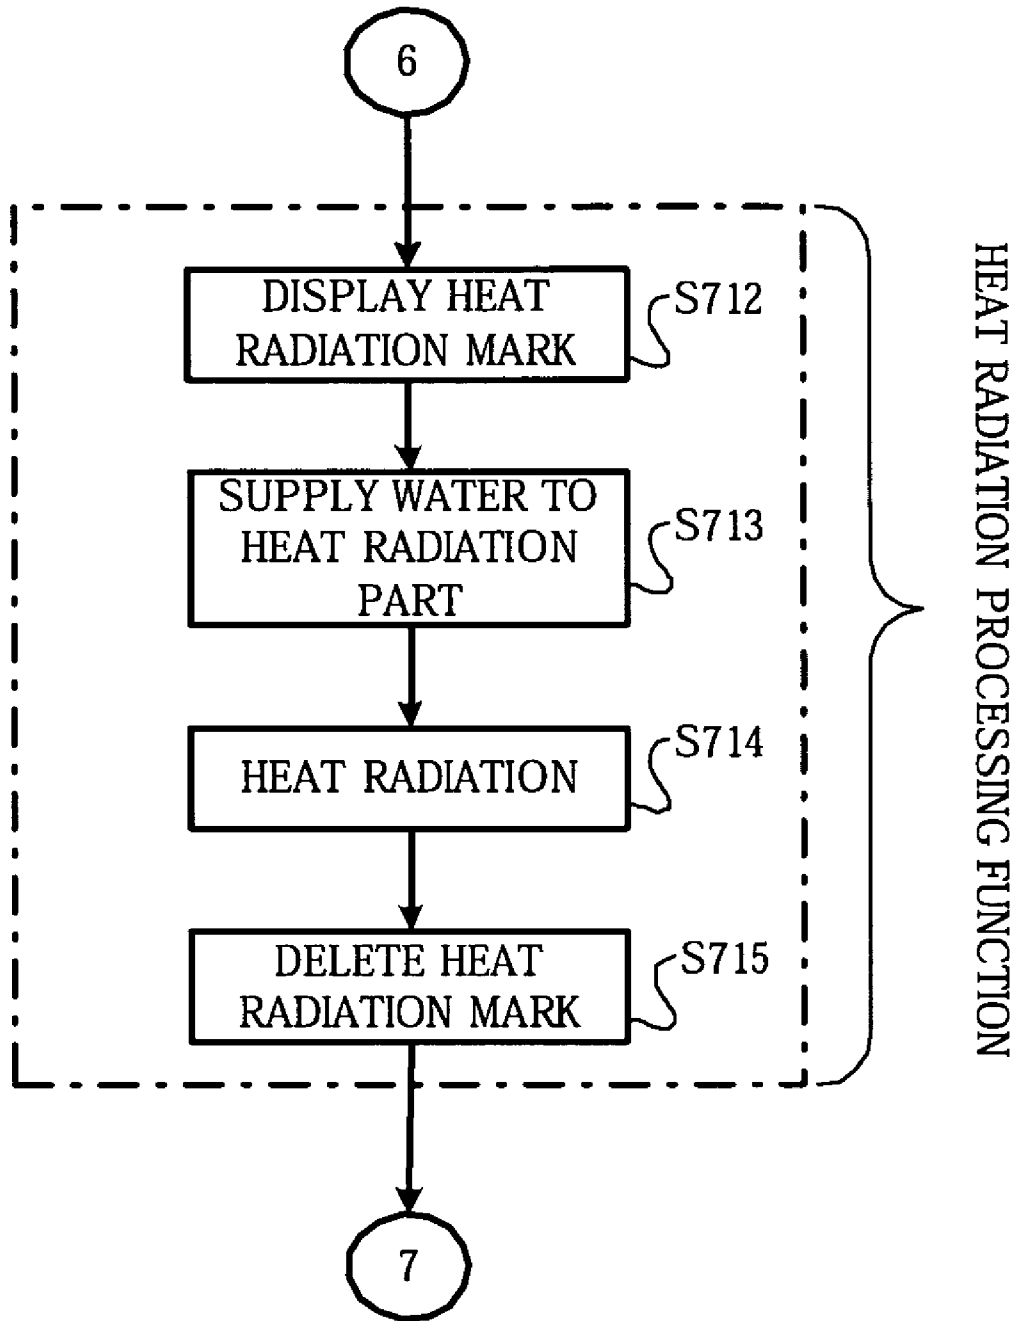 6
DISPLAY HEAT
RADIATION MARK
S712
SUPPLY WATER TO
HEAT RADIATION
PART
S713
HEAT RADIATION
S714
DELETE HEAT
RADIATION MARK
S715
7
HEAT RADIATION PROCESSING FUNCTION